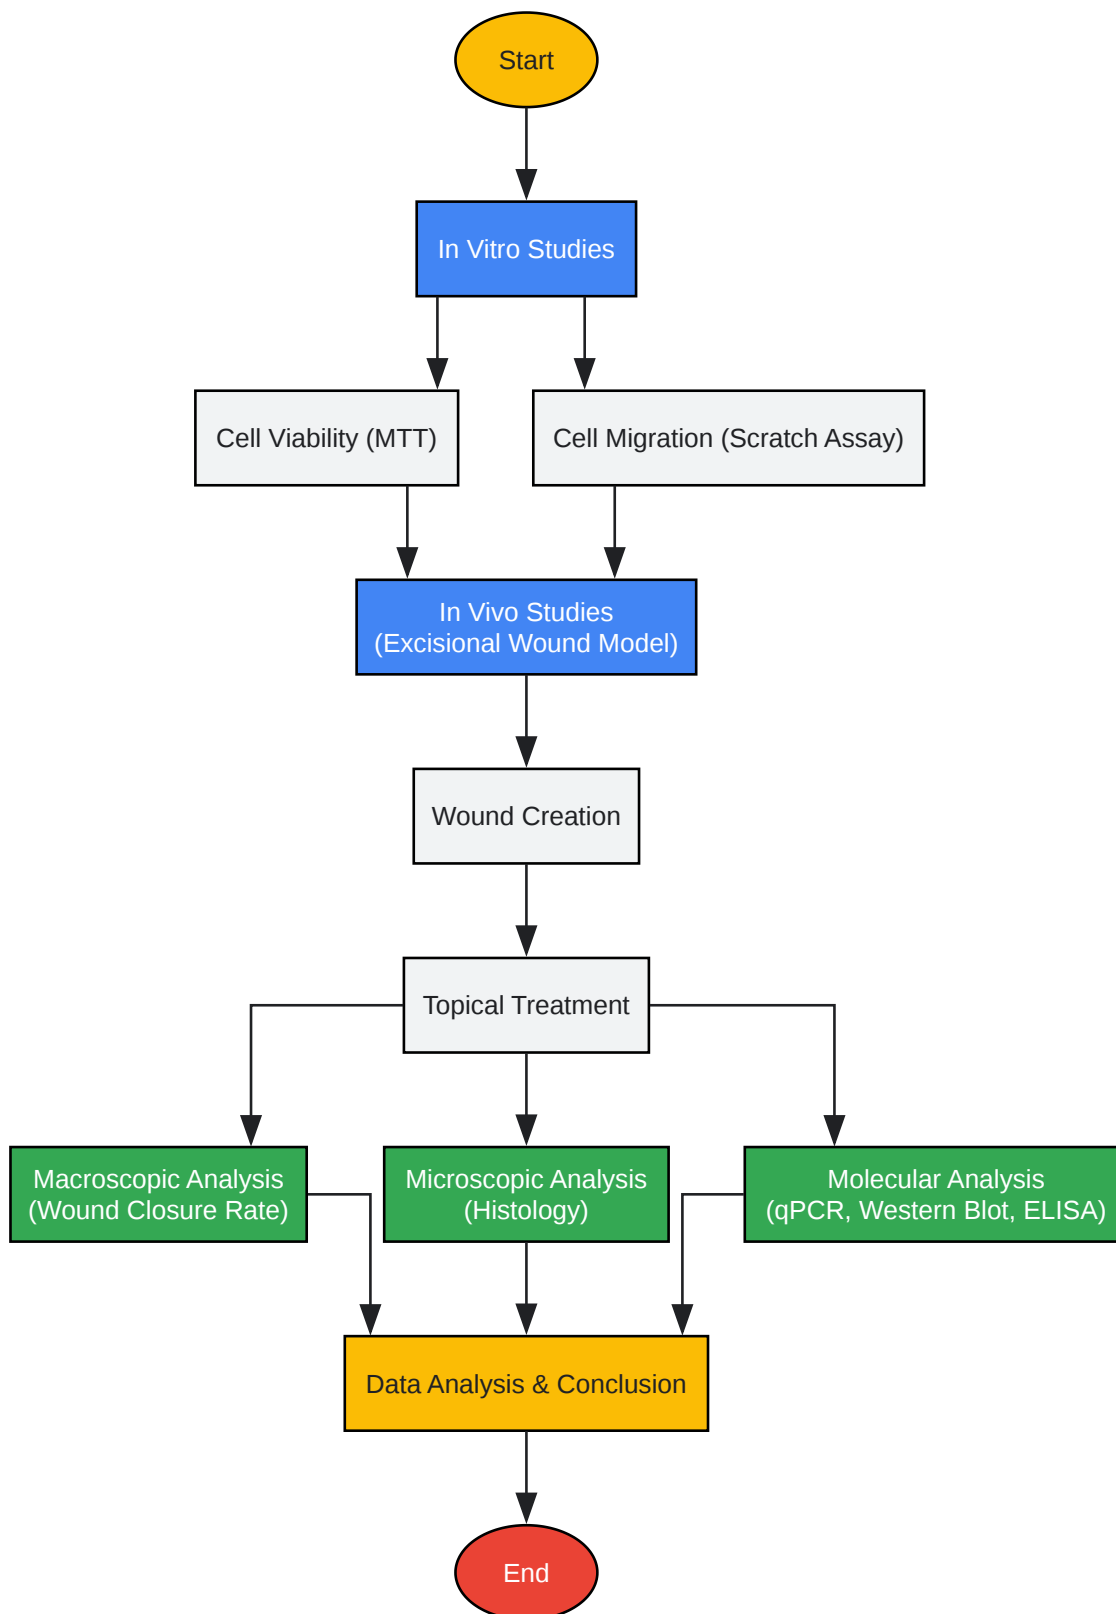 Start
In Vitro Studies
Cell Viability (MTT)
Cell Migration (Scratch Assay)
In Vivo Studies
(Excisional Wound Model)
Wound Creation
Topical Treatment
Macroscopic Analysis
(Wound Closure Rate)
Microscopic Analysis
(Histology)
Molecular Analysis
(qPCR, Western Blot, ELISA)
Data Analysis & Conclusion
End